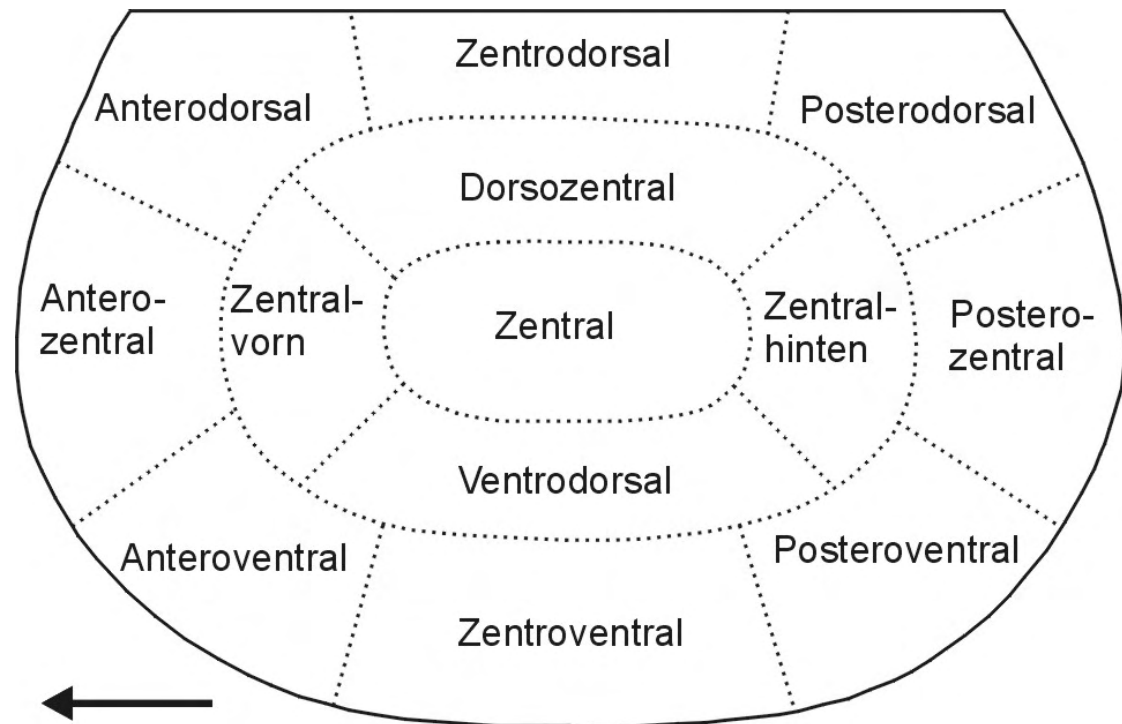 Zentrodorsal
Anterodorsal
Posterodorsal
Dorsozentral
Antero-
zentral
Zentral-
vorn
Zentral
Zentral-
hinten
Postero-
zentral
Ventrodorsal
Anteroventral
Posteroventral
Zentroventral